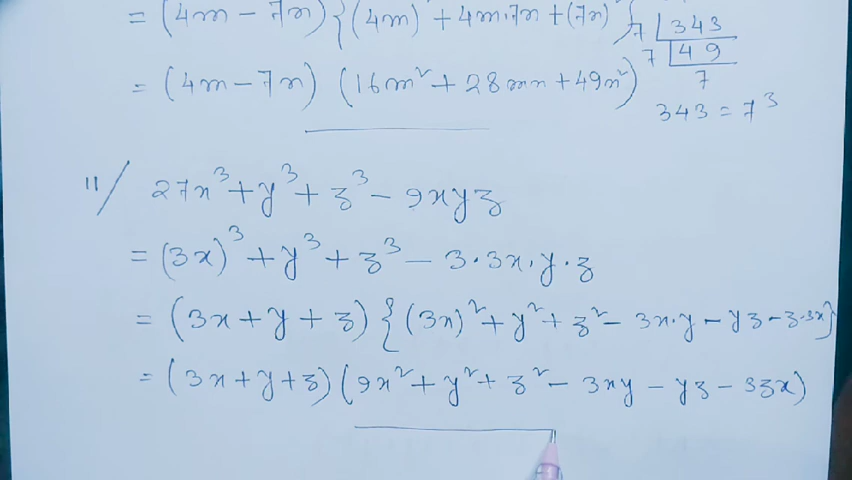 = (4m - 7n) {(4m)² + 4m·7n + (7n)²}
7 | 343
7 | 49
7
= (4m - 7n) (16m² + 28mn + 49n²)
343 = 7³
11/ 27x³ + y³ + z³ - 9xyz
= (3x)³ + y³ + z³ - 3·3x·y·z
= (3x + y + z) {(3x)² + y² + z² - 3x·y - yz - z·3x}
= (3x + y + z) (9x² + y² + z² - 3xy - yz - 3zx)